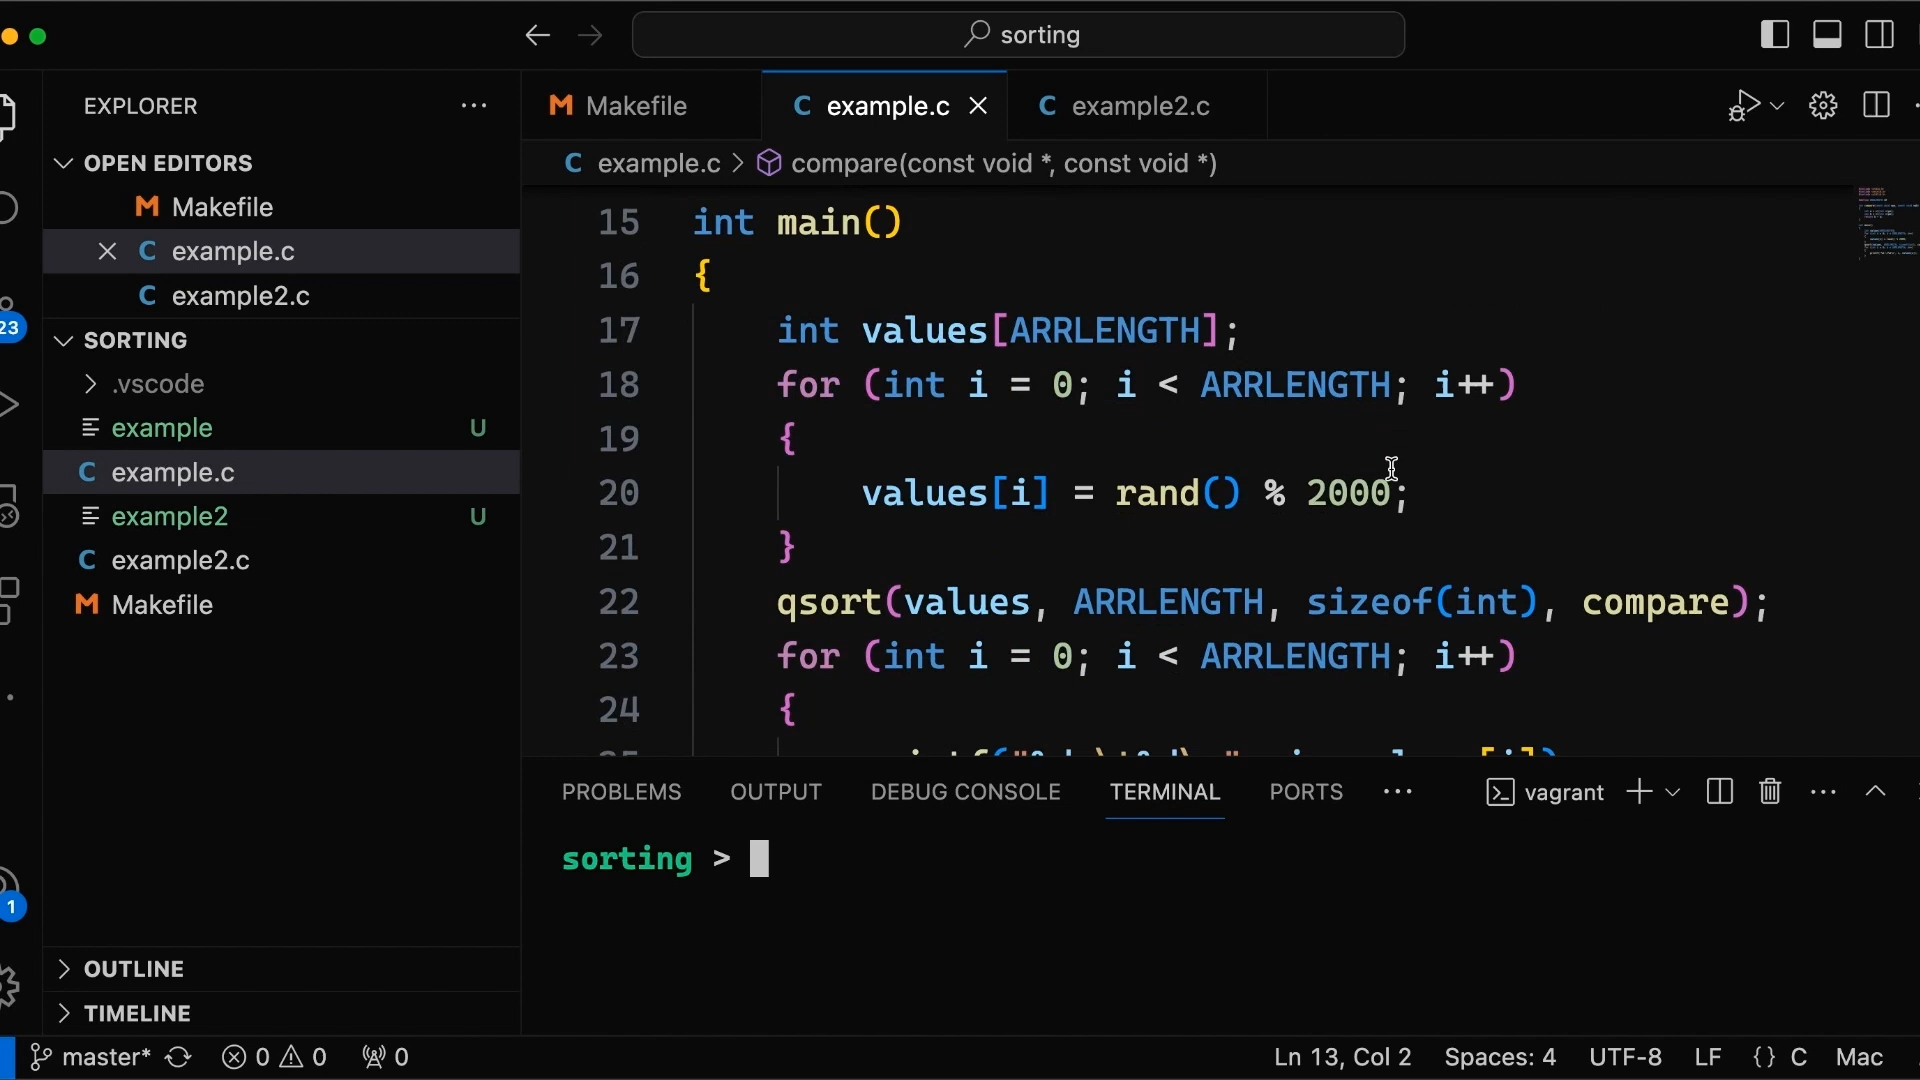 sorting
EXPLORER
Makefile
example.c
example2.c
OPEN EDITORS
Makefile
example.c
example2.c
SORTING
.vscode
example U
example.c
example2 U
example2.c
Makefile
OUTLINE
TIMELINE
23
1
example.c > compare(const void *, const void *)
15 int main()
16 {
17 int values[ARRLENGTH];
18 for (int i = 0; i < ARRLENGTH; i++)
19 {
20 values[i] = rand() % 2000;
21 }
22 qsort(values, ARRLENGTH, sizeof(int), compare);
23 for (int i = 0; i < ARRLENGTH; i++)
24 {
PROBLEMS OUTPUT DEBUG CONSOLE TERMINAL PORTS
vagrant
sorting >
master* 0 0 0 Ln 13, Col 2 Spaces: 4 UTF-8 LF {} C Mac